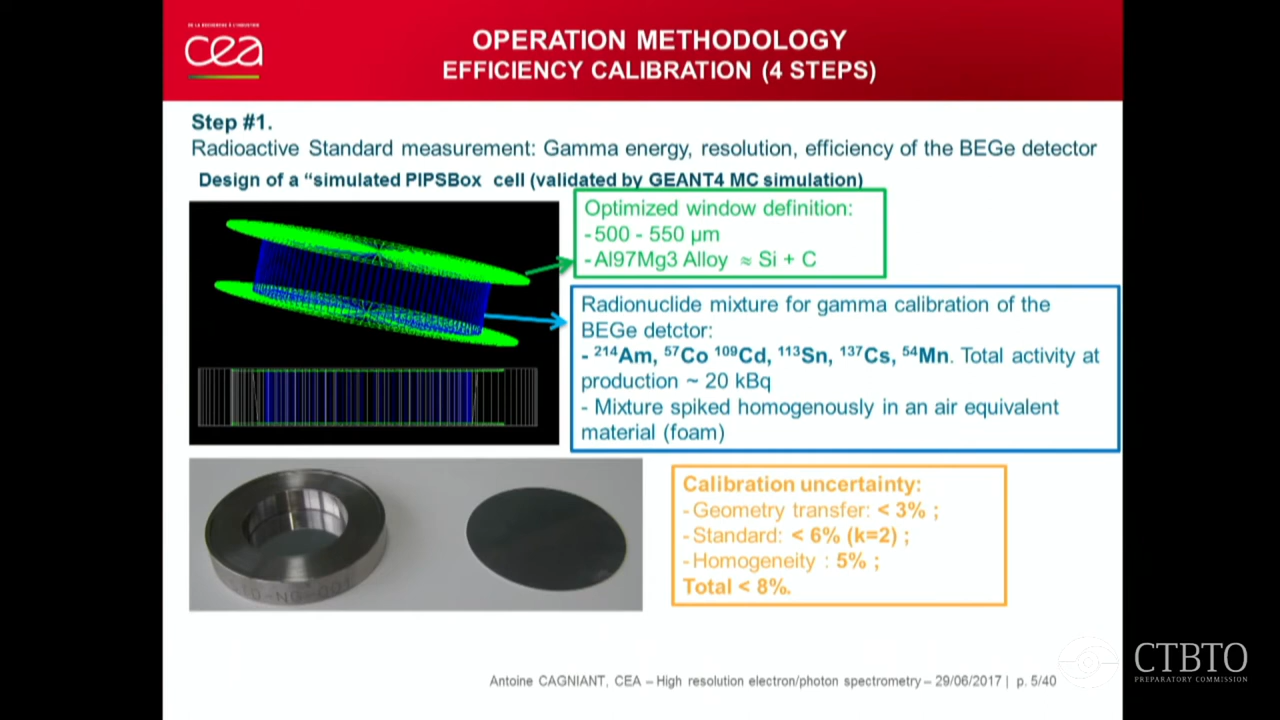 DE LA RECHERCHE À L'INDUSTRIE
cea
OPERATION METHODOLOGY
EFFICIENCY CALIBRATION (4 STEPS)
Step #1.
Radioactive Standard measurement: Gamma energy, resolution, efficiency of the BEGe detector
Design of a “simulated PIPSBox cell (validated by GEANT4 MC simulation)
Optimized window definition:
-500 - 550 µm
-Al97Mg3 Alloy ≈ Si + C
Radionuclide mixture for gamma calibration of the
BEGe detctor:
- ²¹⁴Am, ⁵⁷Co ¹⁰⁹Cd, ¹¹³Sn, ¹³⁷Cs, ⁵⁴Mn. Total activity at
production ~ 20 kBq
- Mixture spiked homogenously in an air equivalent
material (foam)
Calibration uncertainty:
-Geometry transfer: < 3% ;
-Standard: < 6% (k=2) ;
-Homogeneity : 5% ;
Total < 8%.
Antoine CAGNIANT, CEA – High resolution electron/photon spectrometry – 29/06/2017 | p. 5/40
CTBTO
PREPARATORY COMMISSION